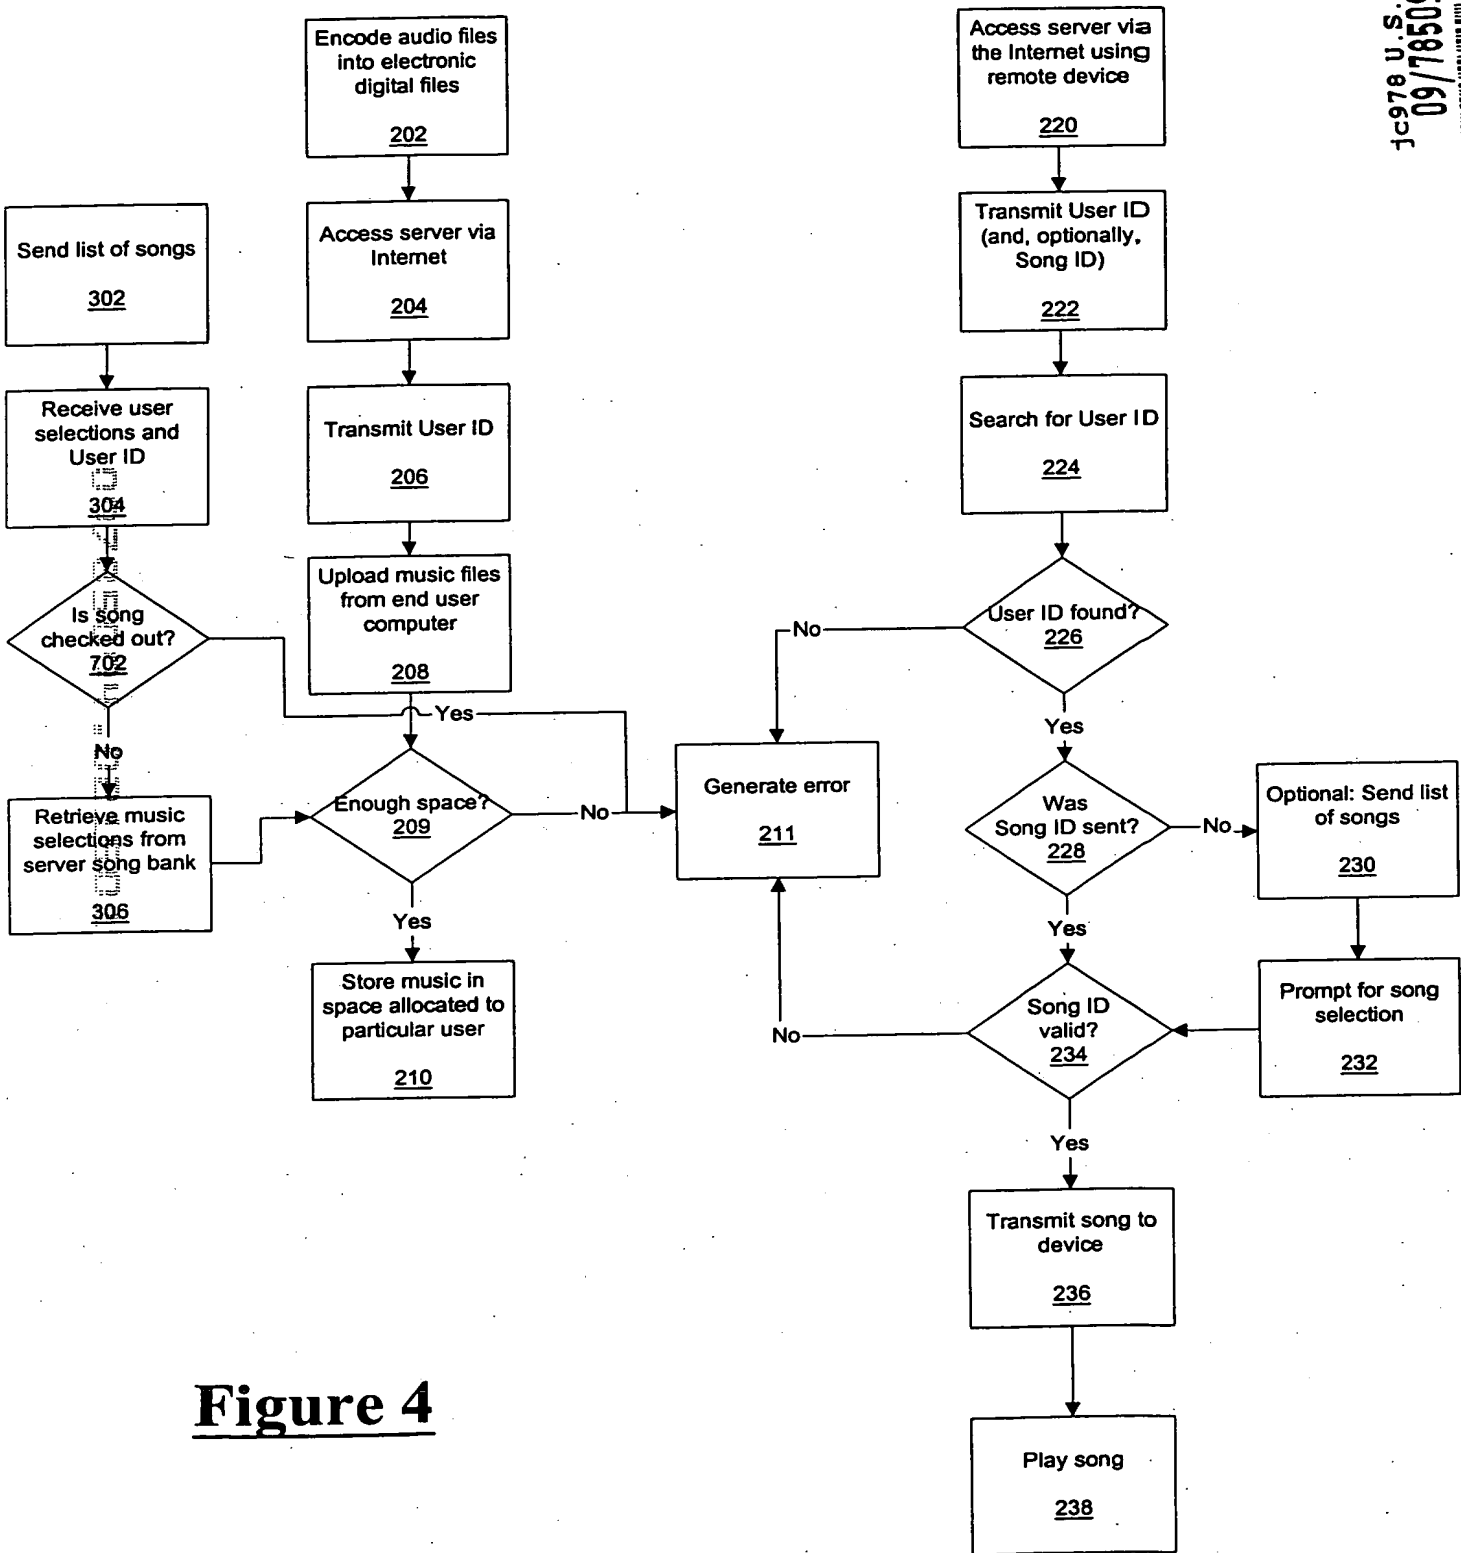 Encode audio files
into electronic
digital files
202
Access server via
Internet
204
Transmit User ID
206
Upload music files
from end user
computer
208
Send list of songs
302
Receive user
selections and
User ID
304
Is song
checked out?
702
No
Yes
Retrieve music
selections from
server song bank
306
Enough space?
209
No
Yes
Store music in
space allocated to
particular user
210
Generate error
211
Access server via
the Internet using
remote device
220
Transmit User ID
(and, optionally,
Song ID)
222
Search for User ID
224
User ID found?
226
No
Yes
Was
Song ID sent?
228
No
Yes
Optional: Send list
of songs
230
Prompt for song
selection
232
Song ID
valid?
234
No
Yes
Transmit song to
device
236
Play song
238
Figure 4
jc978 U.S.